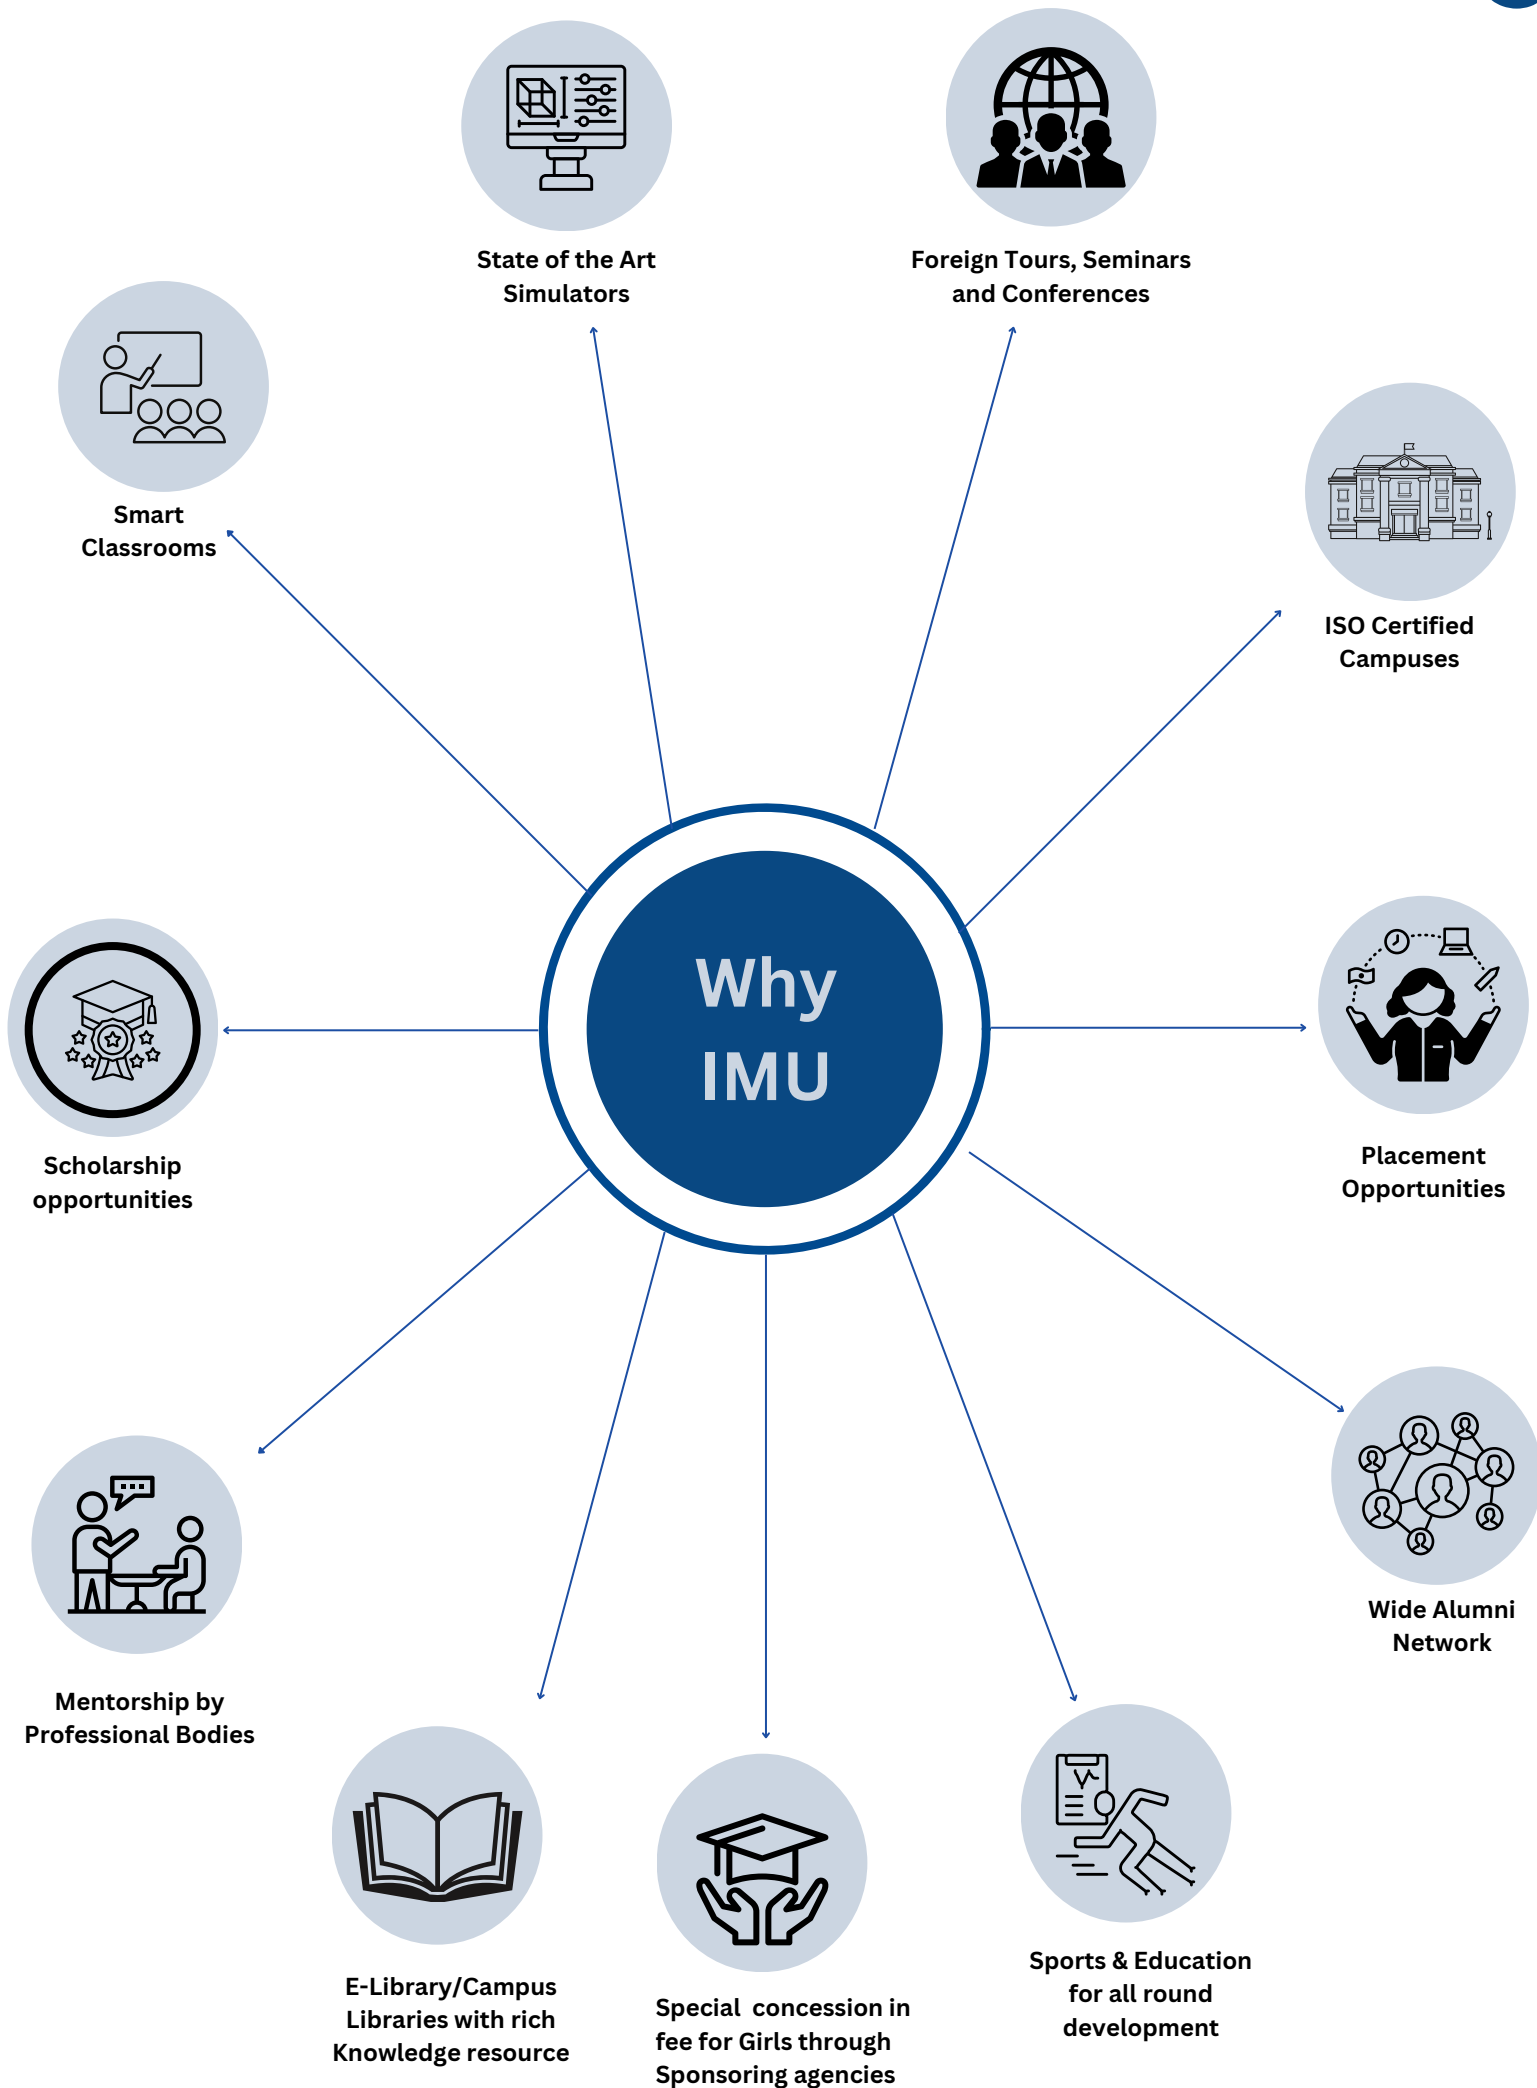 State of the Art
Simulators
Foreign Tours, Seminars
and Conferences
Smart
Classrooms
ISO Certified
Campuses
Why
IMU
Scholarship
opportunities
Placement
Opportunities
Mentorship by
Professional Bodies
Wide Alumni
Network
E-Library/Campus
Libraries with rich
Knowledge resource
Special concession in
fee for Girls through
Sponsoring agencies
Sports & Education
for all round
development